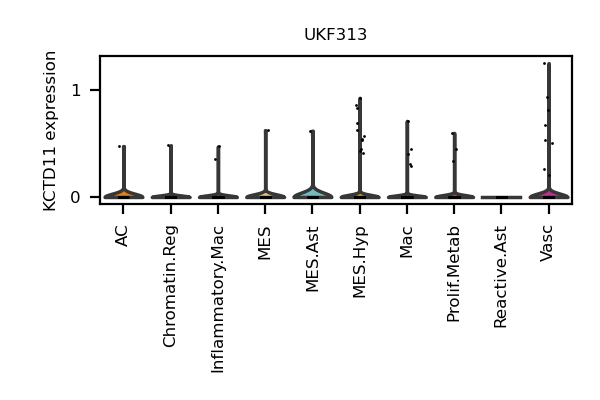 UKF313
KCTD11 expression
1
0
AC
Chromatin.Reg
Inflammatory.Mac
MES
MES.Ast
MES.Hyp
Mac
Prolif.Metab
Reactive.Ast
Vasc